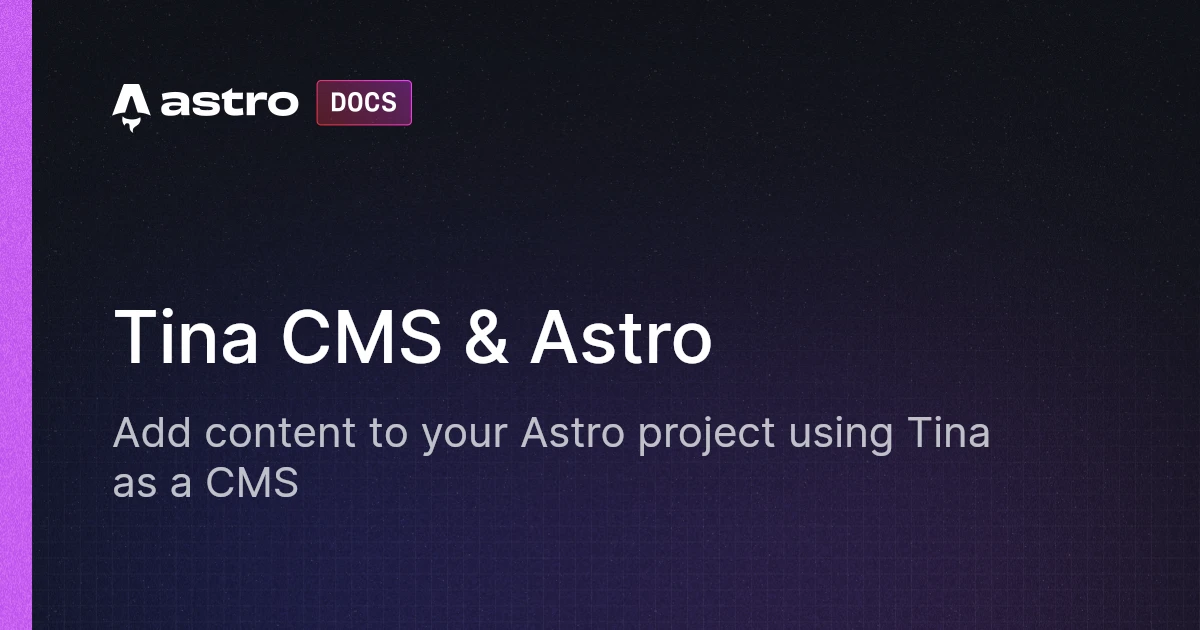 astro DOCS
Tina CMS & Astro
Add content to your Astro project using Tina
as a CMS